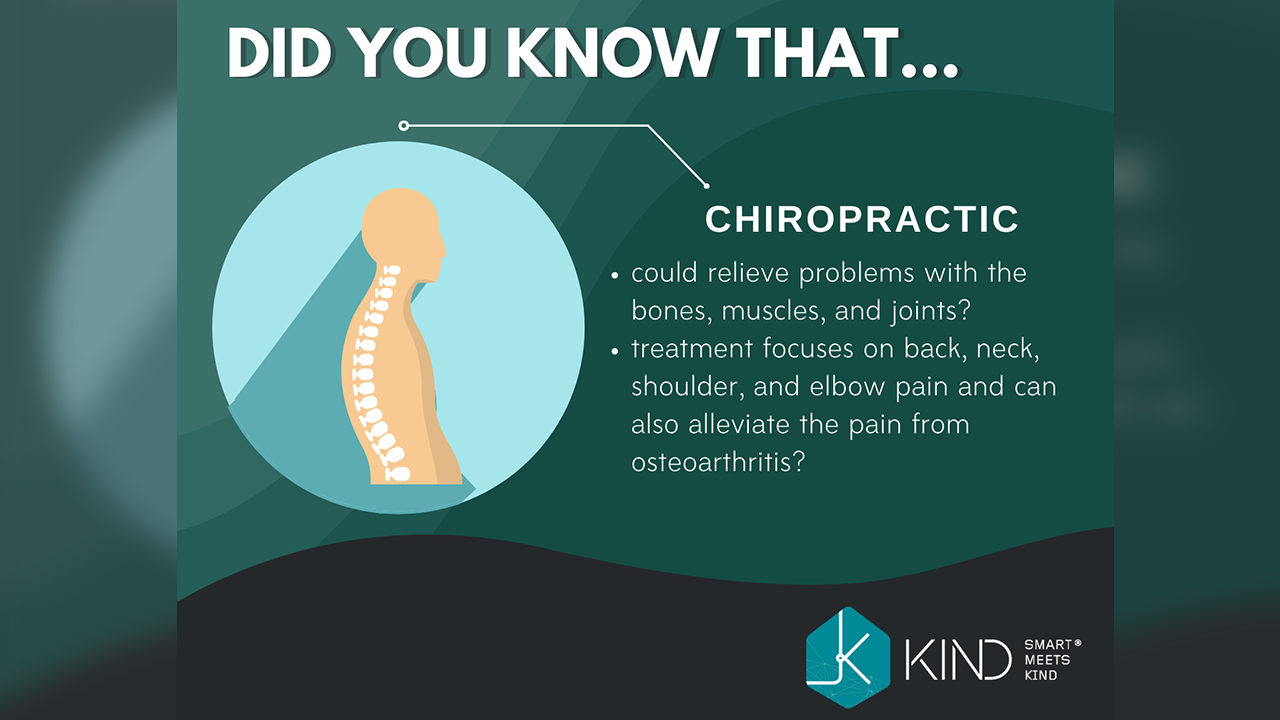 DID YOU KNOW THAT...
CHIROPRACTIC
• could relieve problems with the
bones, muscles, and joints?
• treatment focuses on back, neck,
shoulder, and elbow pain and can
also alleviate the pain from
osteoarthritis?
KIND
SMART®
MEETS
KIND